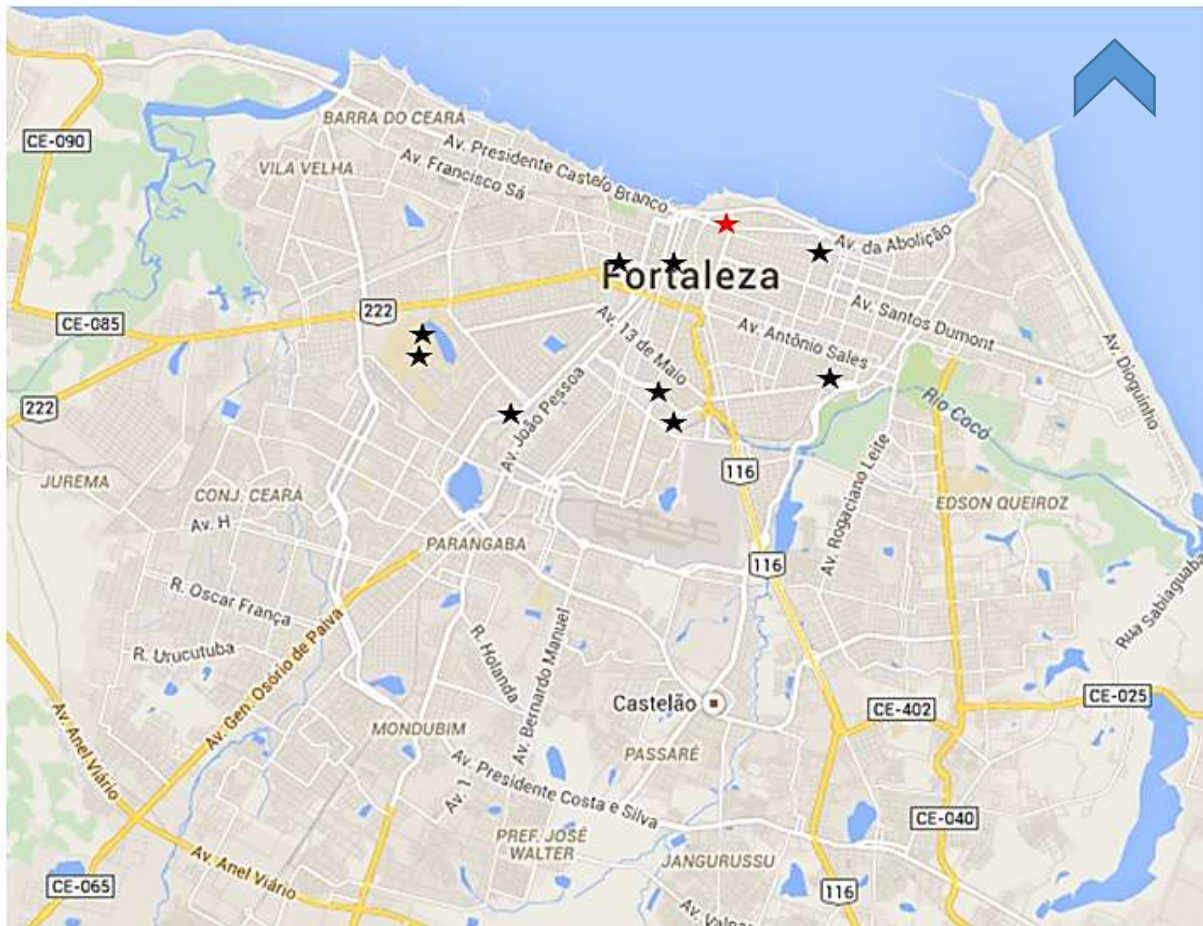 BARRA DO CEARÁ
CE-090
Av. Presidente Castelo Branco
Av. Francisco Sá
VILA VELHA
Av. da Abolição
Fortaleza
222
CE-085
Av. Santos Dumont
Av. 13 de Maio
Av. Antônio Sales
Av. Dioguinho
222
Av. João Pessoa
Rio Cocó
JUREMA
CONJ. CEARÁ
116
Av. Rogaciano Leite
EDSON QUEIROZ
Av. H
PARANGABA
116
R. Oscar França
Rua Sabiaguaba
R. Urucutuba
Av. Gen. Osório de Paiva
R. Holanda
Av. Bernardo Manuel
Castelão
CE-025
CE-402
Av. Anel Viário
MONDUBIM
PASSARÉ
Av. Presidente Costa e Silva
Av. T
CE-040
PREF. JOSÉ
WALTER
JANGURUSSU
Av. Anel Viário
CE-065
116